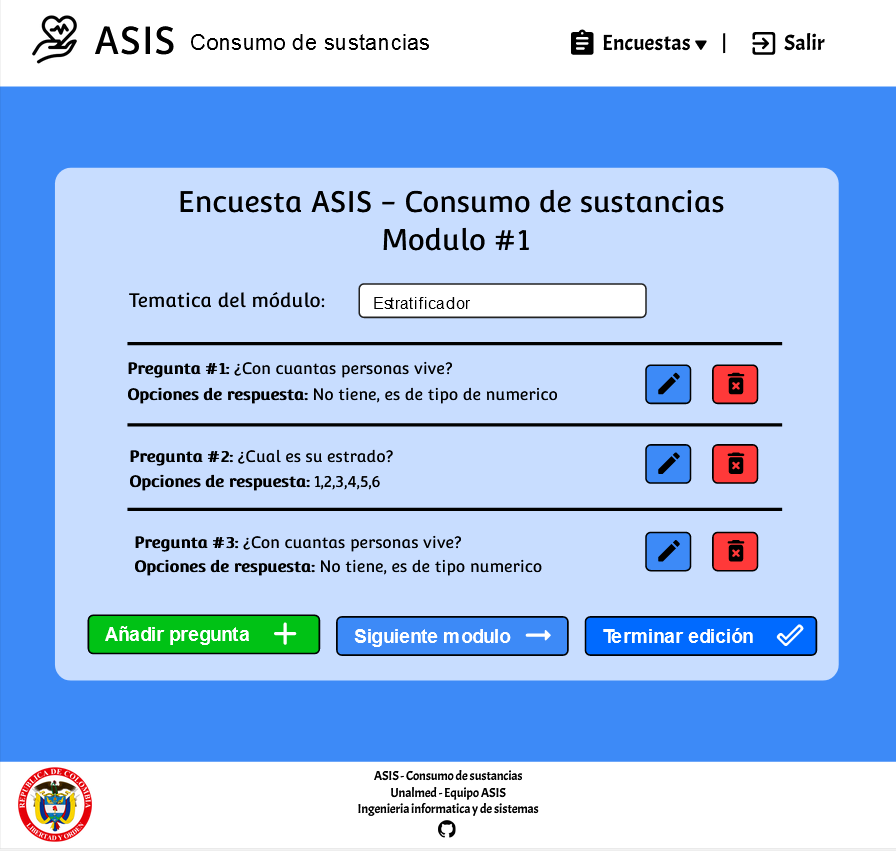 ASIS Consumo de sustancias
Encuestas
|
Salir
Encuesta ASIS - Consumo de sustancias
Modulo #1
Tematica del módulo:
Estratificador
Pregunta #1: ¿Con cuantas personas vive?
Opciones de respuesta: No tiene, es de tipo de numerico
Pregunta #2: ¿Cual es su estrado?
Opciones de respuesta: 1,2,3,4,5,6
Pregunta #3: ¿Con cuantas personas vive?
Opciones de respuesta: No tiene, es de tipo numerico
Añadir pregunta
Siguiente modulo
Terminar edición
REPUBLICA DE COLOMBIA
LIBERTAD Y ORDEN
ASIS - Consumo de sustancias
Unalmed - Equipo ASIS
Ingenieria informatica y de sistemas